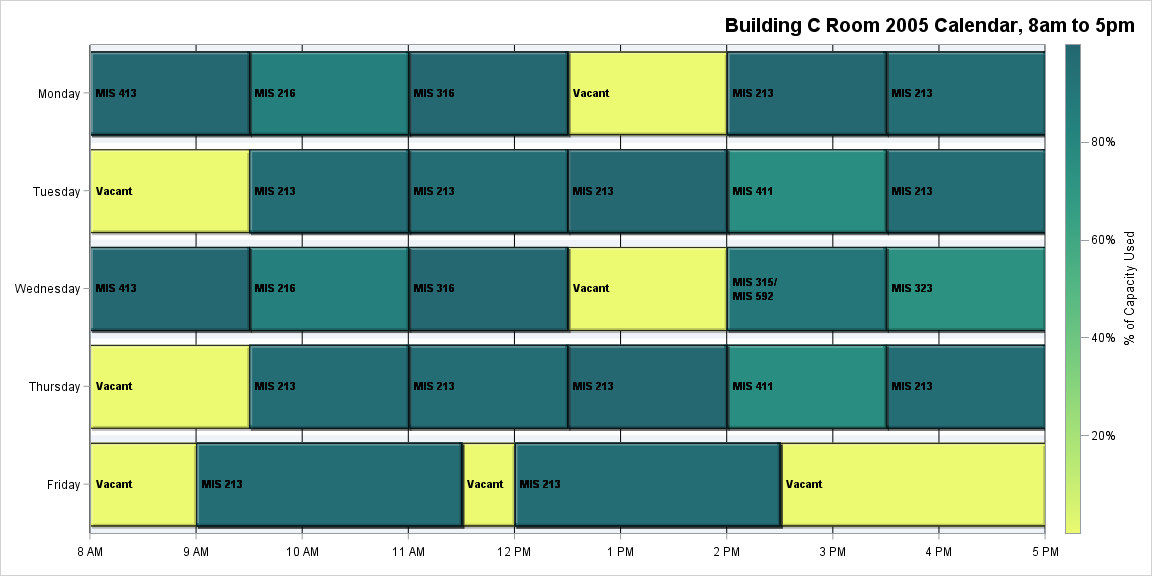 Building C Room 2005 Calendar, 8am to 5pm
Monday
MIS 413
MIS 216
MIS 316
Vacant
MIS 213
MIS 213
Tuesday
Vacant
MIS 213
MIS 213
MIS 213
MIS 411
MIS 213
Wednesday
MIS 413
MIS 216
MIS 316
Vacant
MIS 315/
MIS 592
MIS 323
Thursday
Vacant
MIS 213
MIS 213
MIS 213
MIS 411
MIS 213
Friday
Vacant
MIS 213
Vacant
MIS 213
Vacant
8 AM
9 AM
10 AM
11 AM
12 PM
1 PM
2 PM
3 PM
4 PM
5 PM
80%
60%
40%
20%
% of Capacity Used